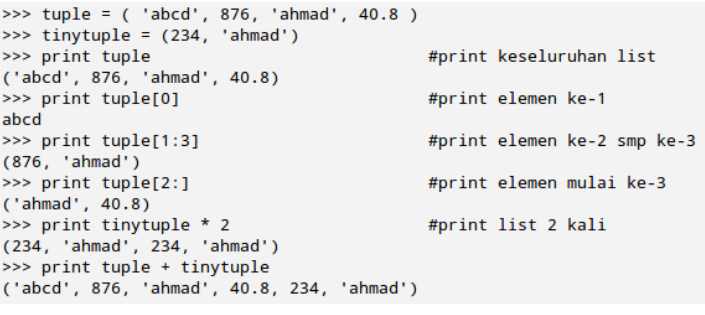 >>> tuple = ( 'abcd', 876, 'ahmad', 40.8 )
>>> tinytuple = (234, 'ahmad')
>>> print tuple #print keseluruhan list
('abcd', 876, 'ahmad', 40.8)
>>> print tuple[0] #print elemen ke-1
abcd
>>> print tuple[1:3] #print elemen ke-2 smp ke-3
(876, 'ahmad')
>>> print tuple[2:] #print elemen mulai ke-3
('ahmad', 40.8)
>>> print tinytuple * 2 #print list 2 kali
(234, 'ahmad', 234, 'ahmad')
>>> print tuple + tinytuple
('abcd', 876, 'ahmad', 40.8, 234, 'ahmad')